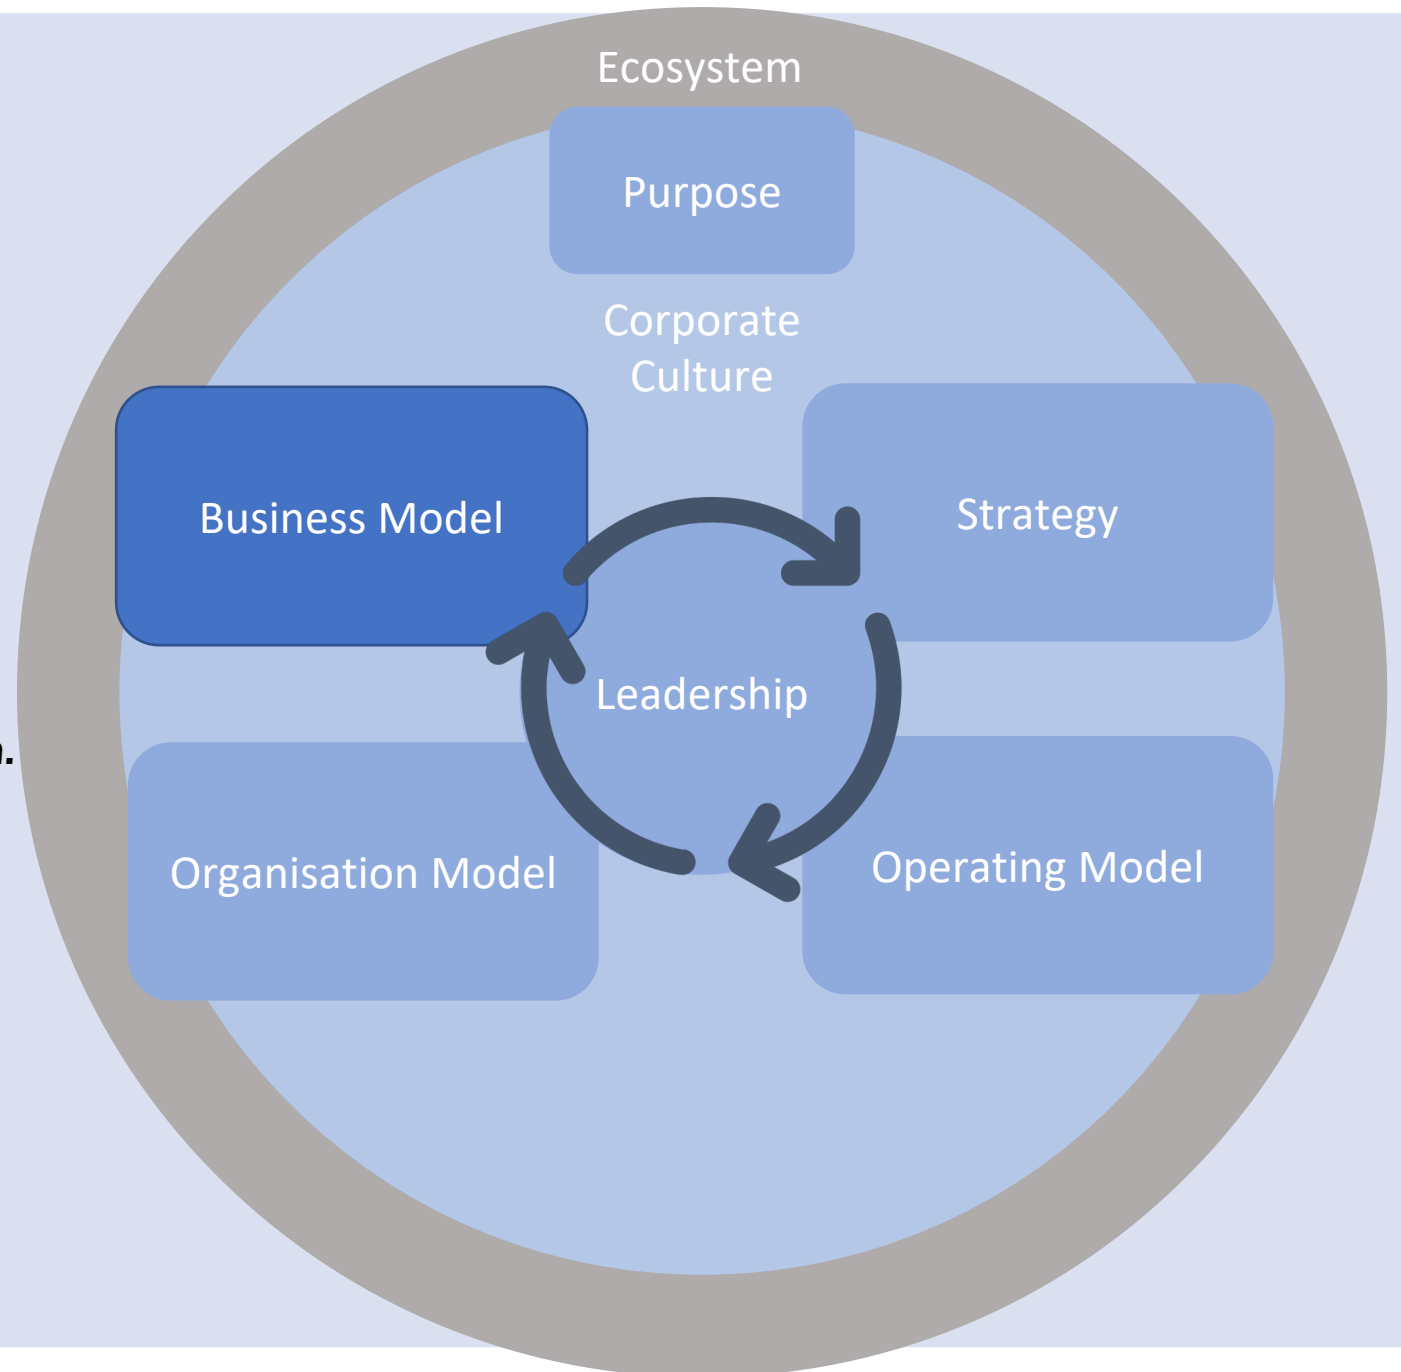 Ecosystem
Purpose
Corporate
Culture
Business Model
Strategy
Leadership
Organisation Model
Operating Model